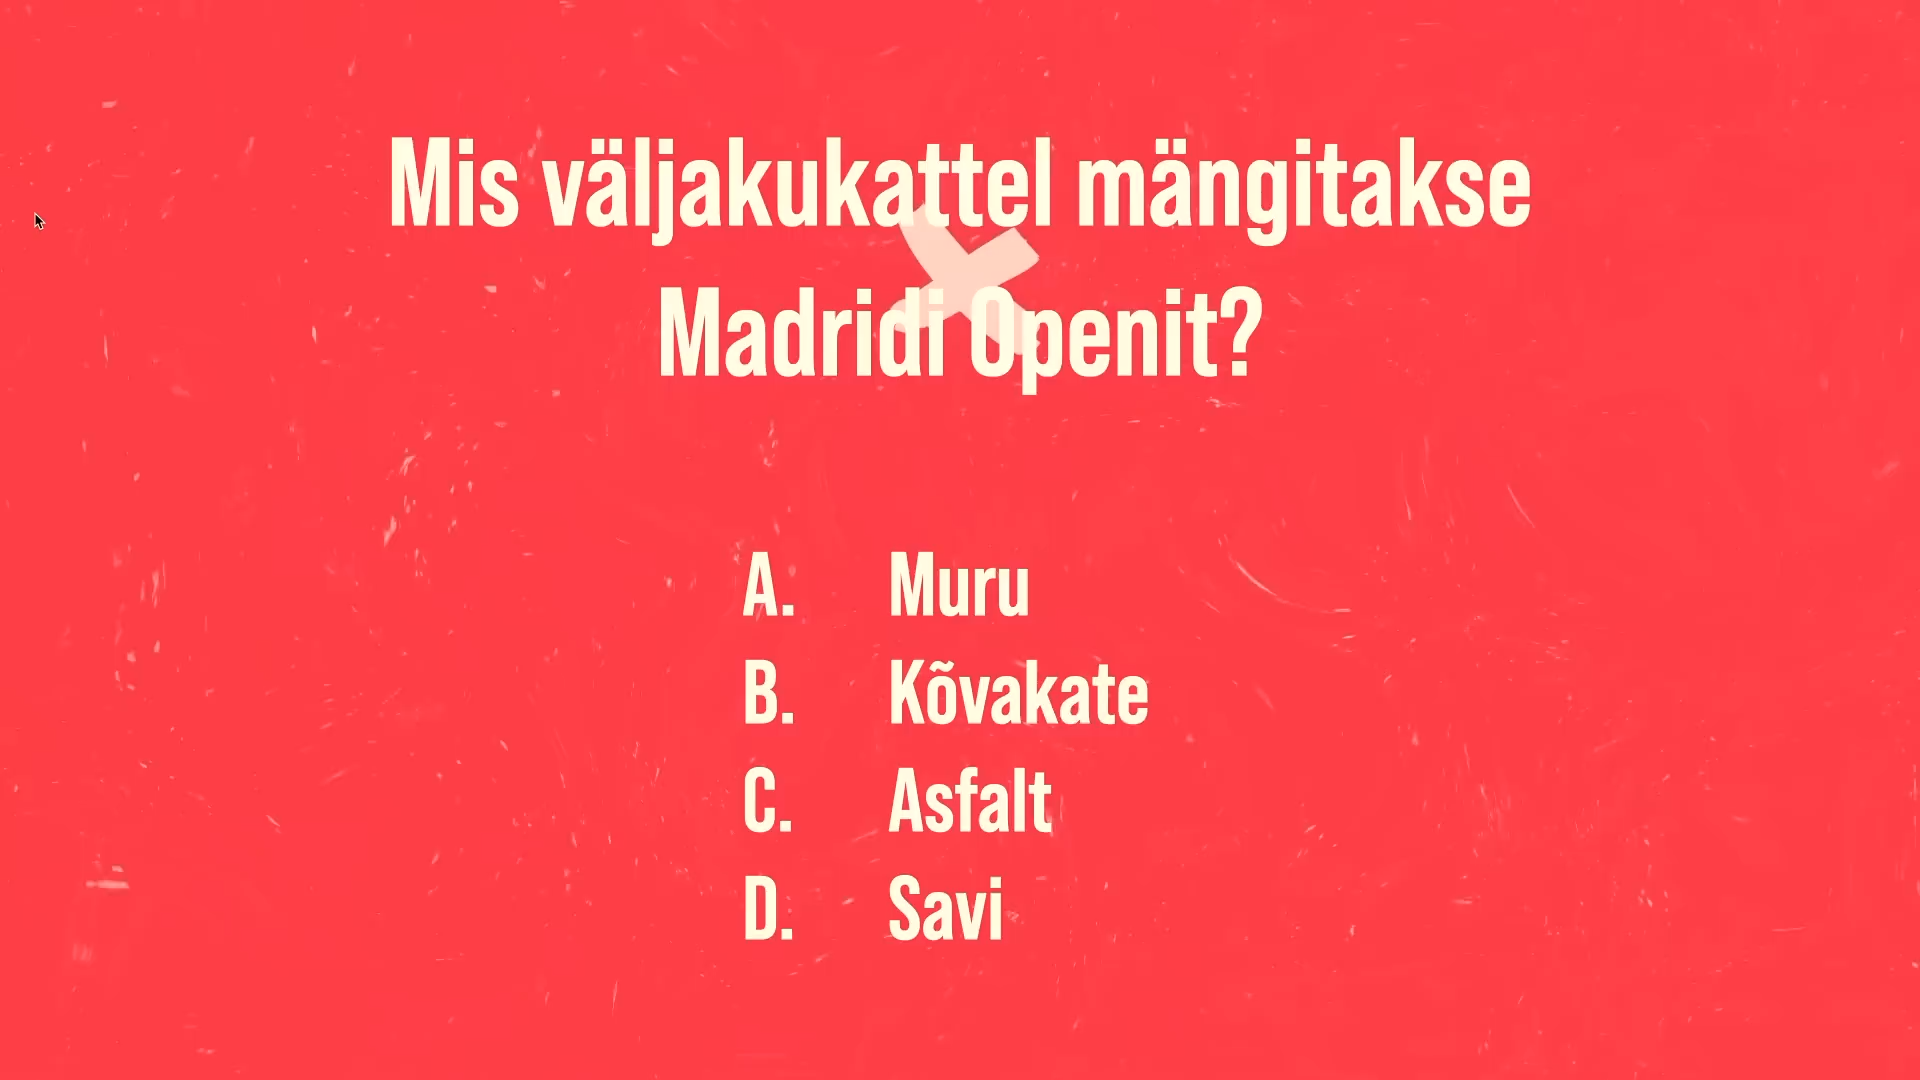 Mis väljakukattel mängitakse
Madridi Openit?
A. Muru
B. Kõvakate
C. Asfalt
D. Savi